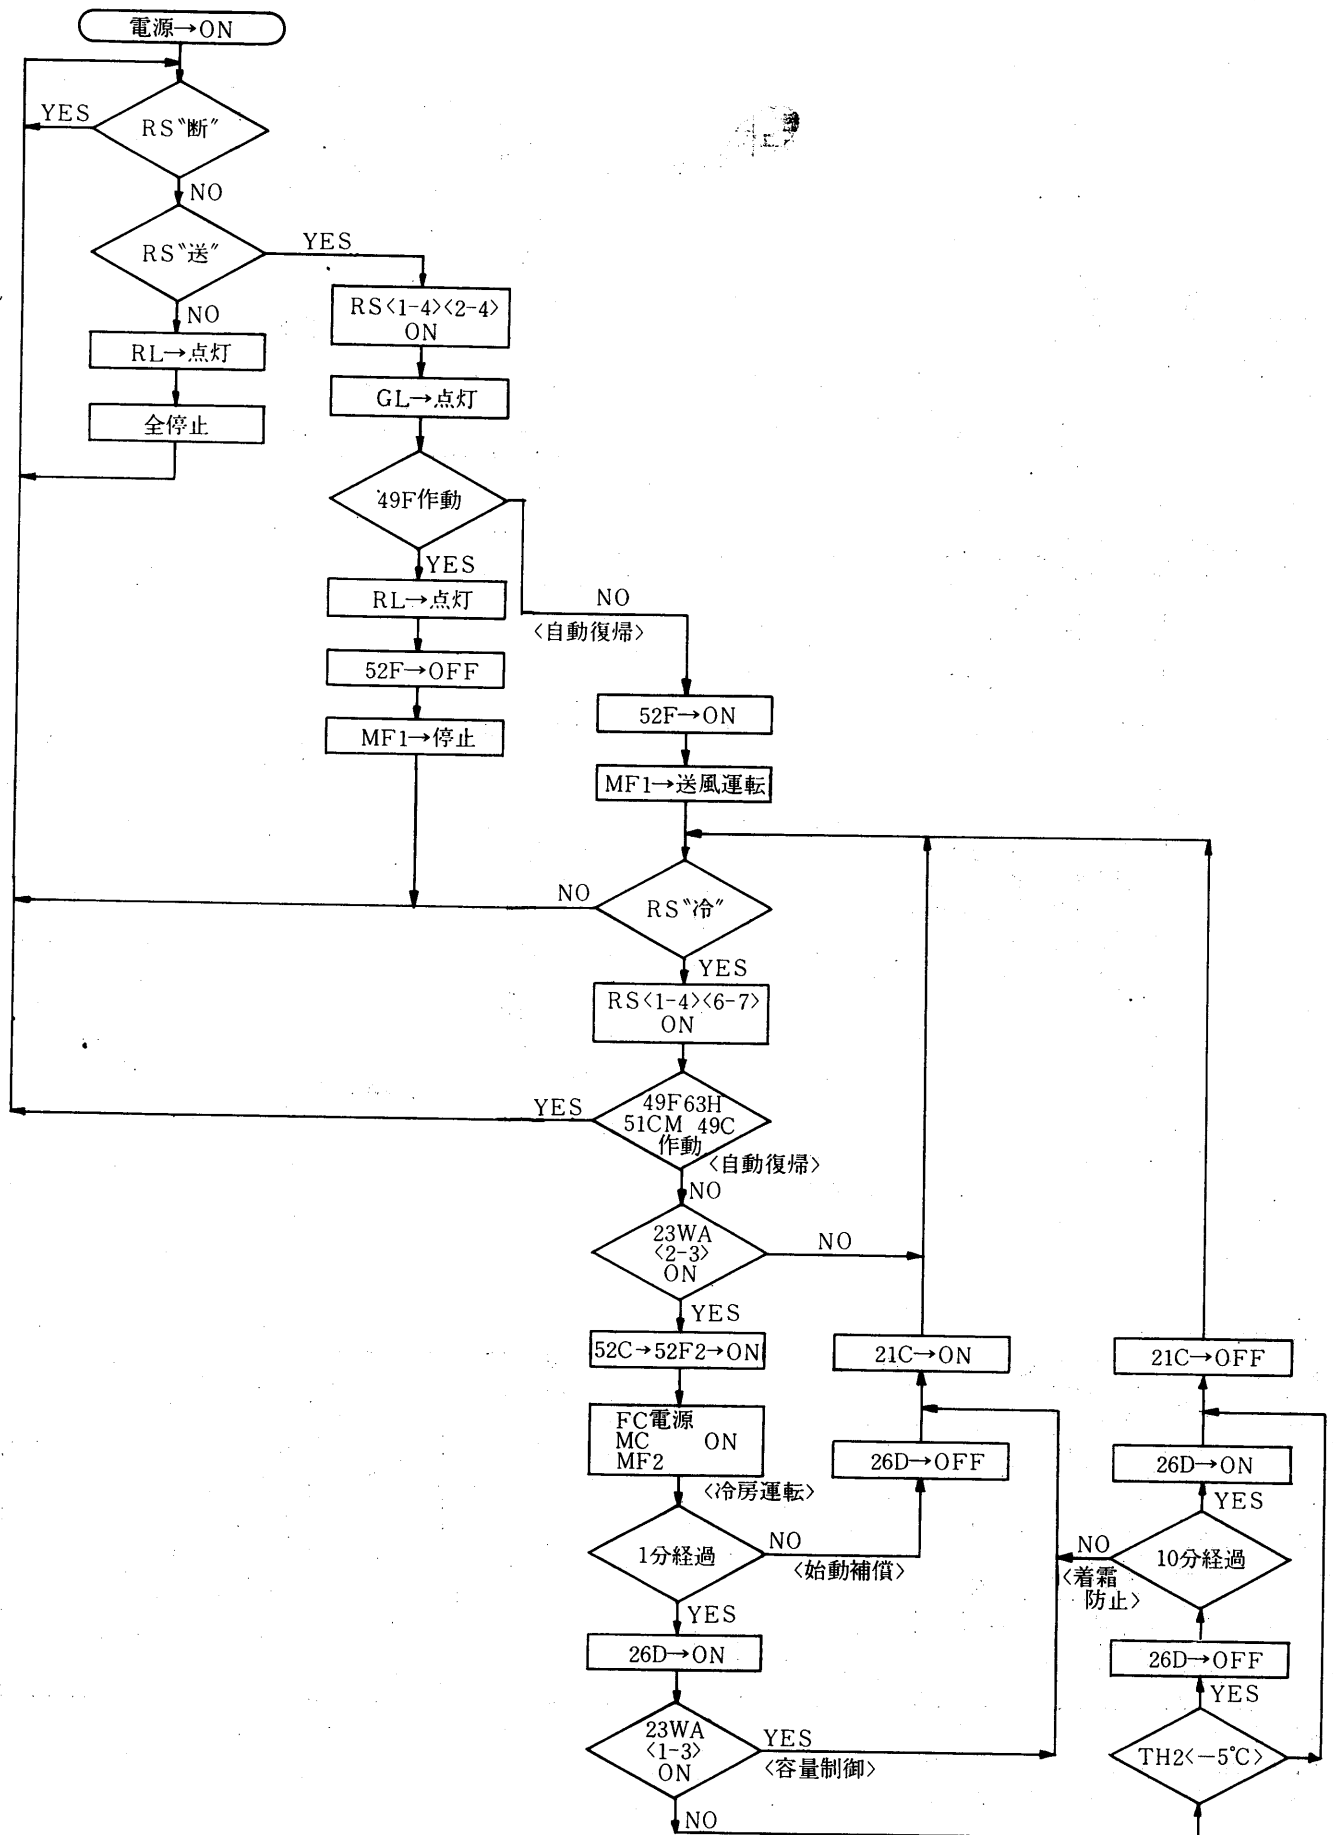 電源→ON
YES
RS〝断〟
NO
RS〝送〟
YES
NO
RL→点灯
全停止
RS<1-4><2-4>
ON
GL→点灯
49F作動
YES
RL→点灯
52F→OFF
MF1→停止
NO
<自動復帰>
52F→ON
MF1→送風運転
NO
RS〝冷〟
YES
RS<1-4><6-7>
ON
YES
49F63H
51CM 49C
作動
<自動復帰>
NO
23WA
<2-3>
ON
NO
YES
52C→52F2→ON
FC電源
MC ON
MF2
<冷房運転>
1分経過
NO
<始動補償>
YES
26D→ON
23WA
<1-3>
ON
YES
<容量制御>
NO
21C→ON
26D→OFF
21C→OFF
26D→ON
YES
10分経過
NO
<着霜
防止>
26D→OFF
YES
TH2<−5℃>